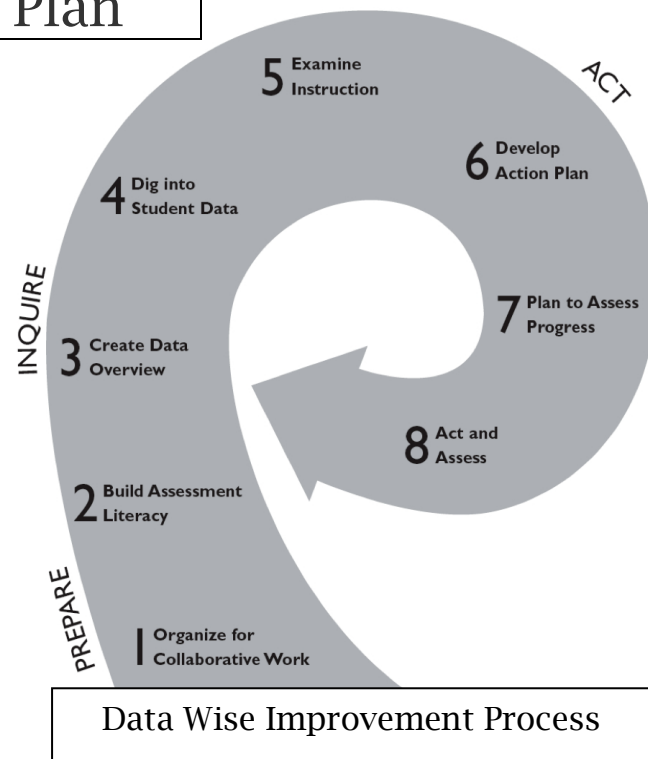 Plan
5 Examine
Instruction
ACT
6 Develop
Action Plan
4 Dig into
Student Data
INQUIRE
7 Plan to Assess
Progress
3 Create Data
Overview
8 Act and
Assess
2 Build Assessment
Literacy
PREPARE
1 Organize for
Collaborative Work
Data Wise Improvement Process